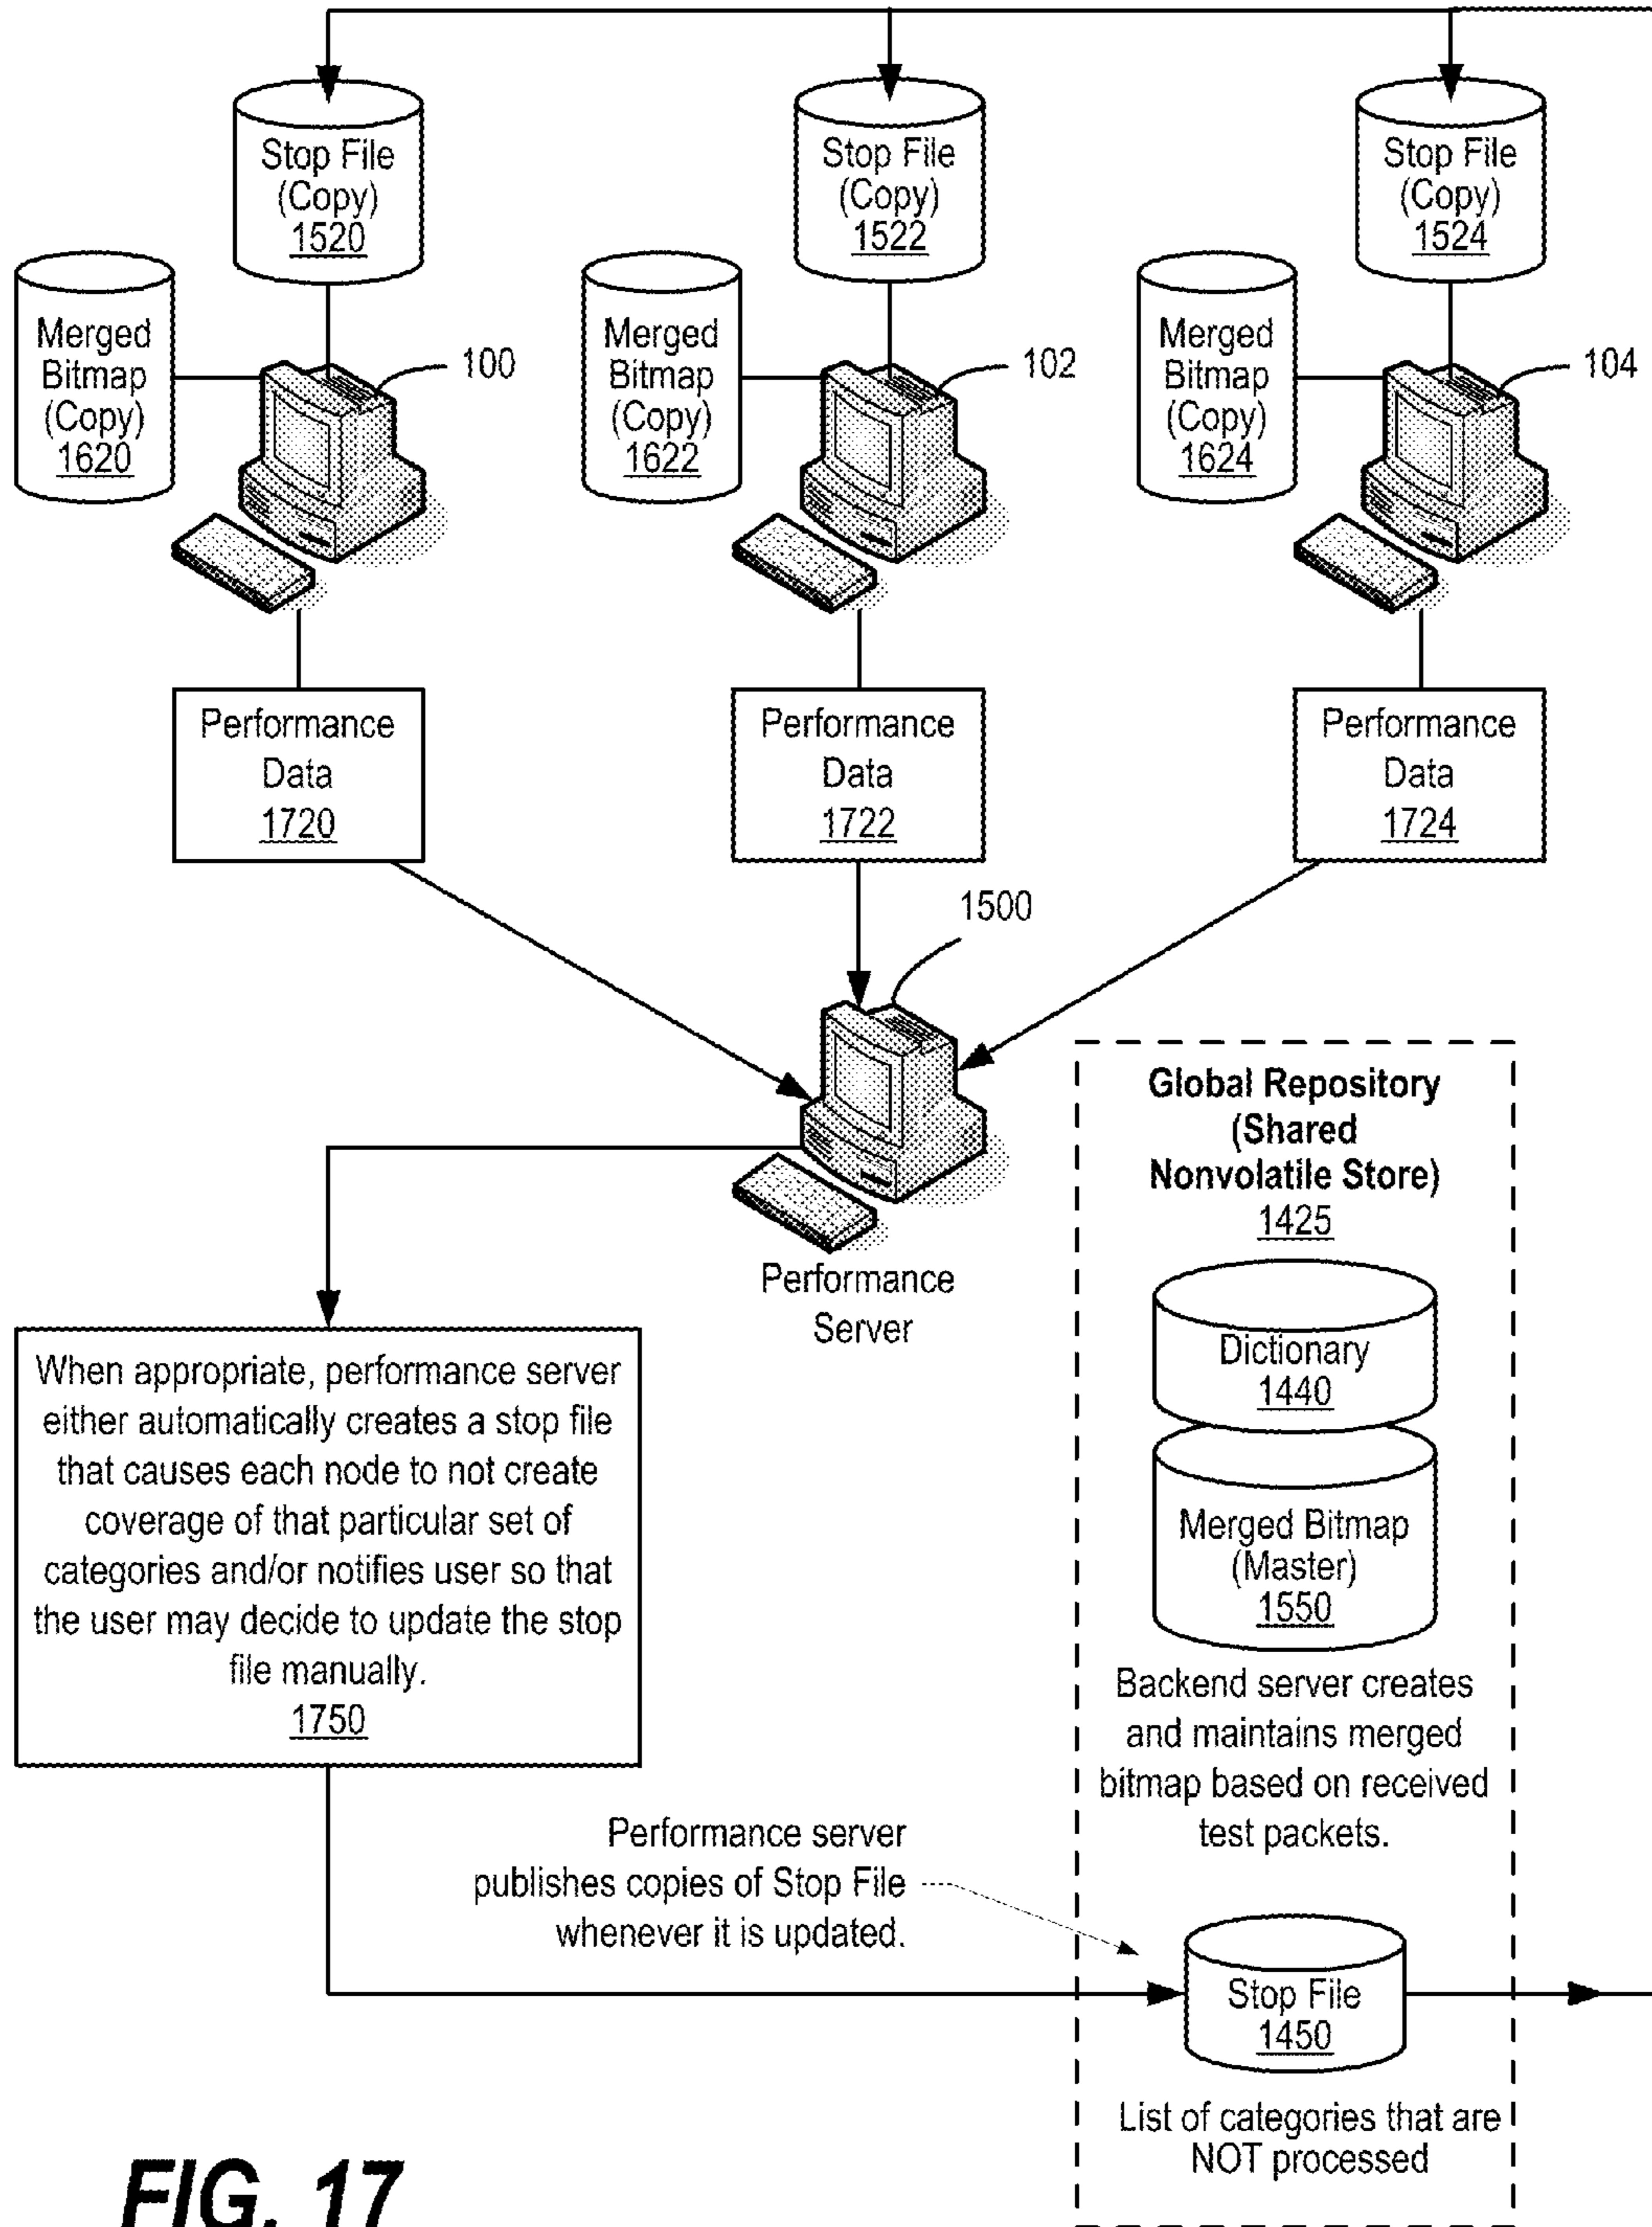 Stop File
(Copy)
1520
Stop File
(Copy)
1522
Stop File
(Copy)
1524
Merged
Bitmap
(Copy)
1620
100
Merged
Bitmap
(Copy)
1622
102
Merged
Bitmap
(Copy)
1624
104
Performance
Data
1720
Performance
Data
1722
Performance
Data
1724
1500
Performance
Server
Global Repository
(Shared
Nonvolatile Store)
1425
Dictionary
1440
Merged Bitmap
(Master)
1550
Backend server creates
and maintains merged
bitmap based on received
test packets.
When appropriate, performance server
either automatically creates a stop file
that causes each node to not create
coverage of that particular set of
categories and/or notifies user so that
the user may decide to update the stop
file manually.
1750
Performance server
publishes copies of Stop File
whenever it is updated.
Stop File
1450
List of categories that are
NOT processed
FIG. 17